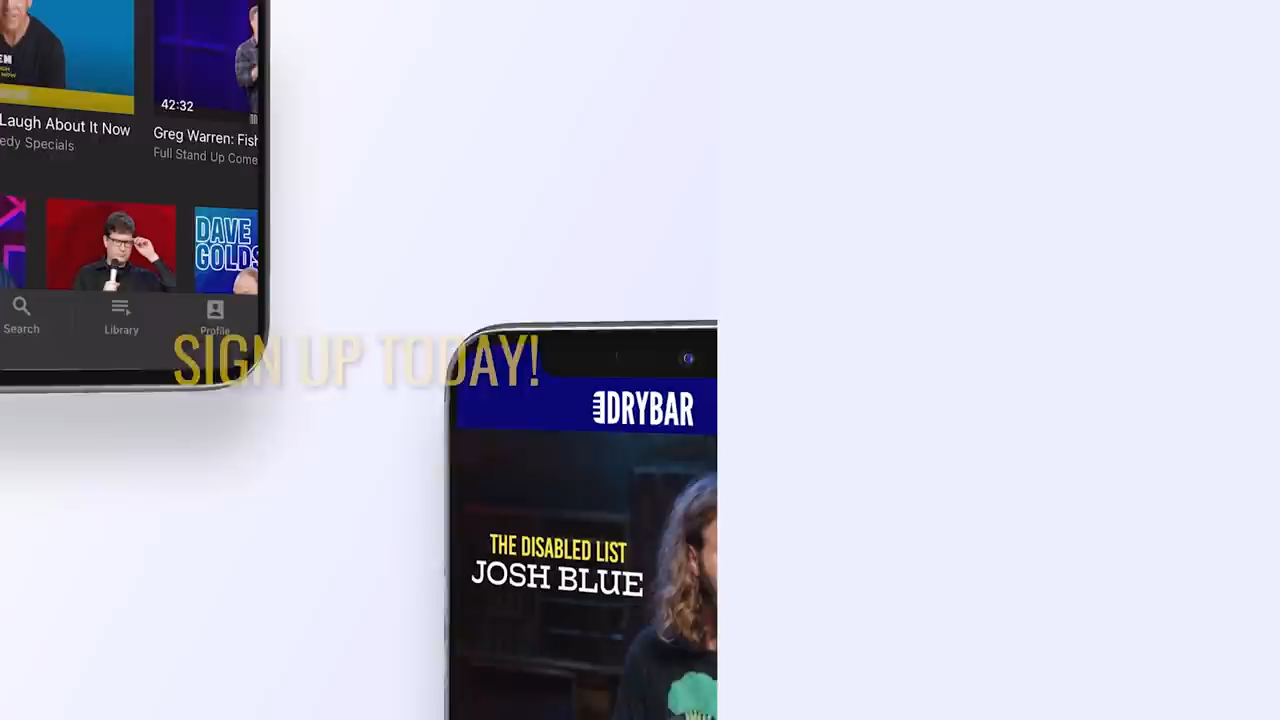 42:32
Laugh About It Now
edy Specials
Greg Warren: Fish
Full Stand Up Come
DAVE
GOLDS
Search
Library
Profile
SIGN UP TODAY!
DRYBAR
THE DISABLED LIST
JOSH BLUE